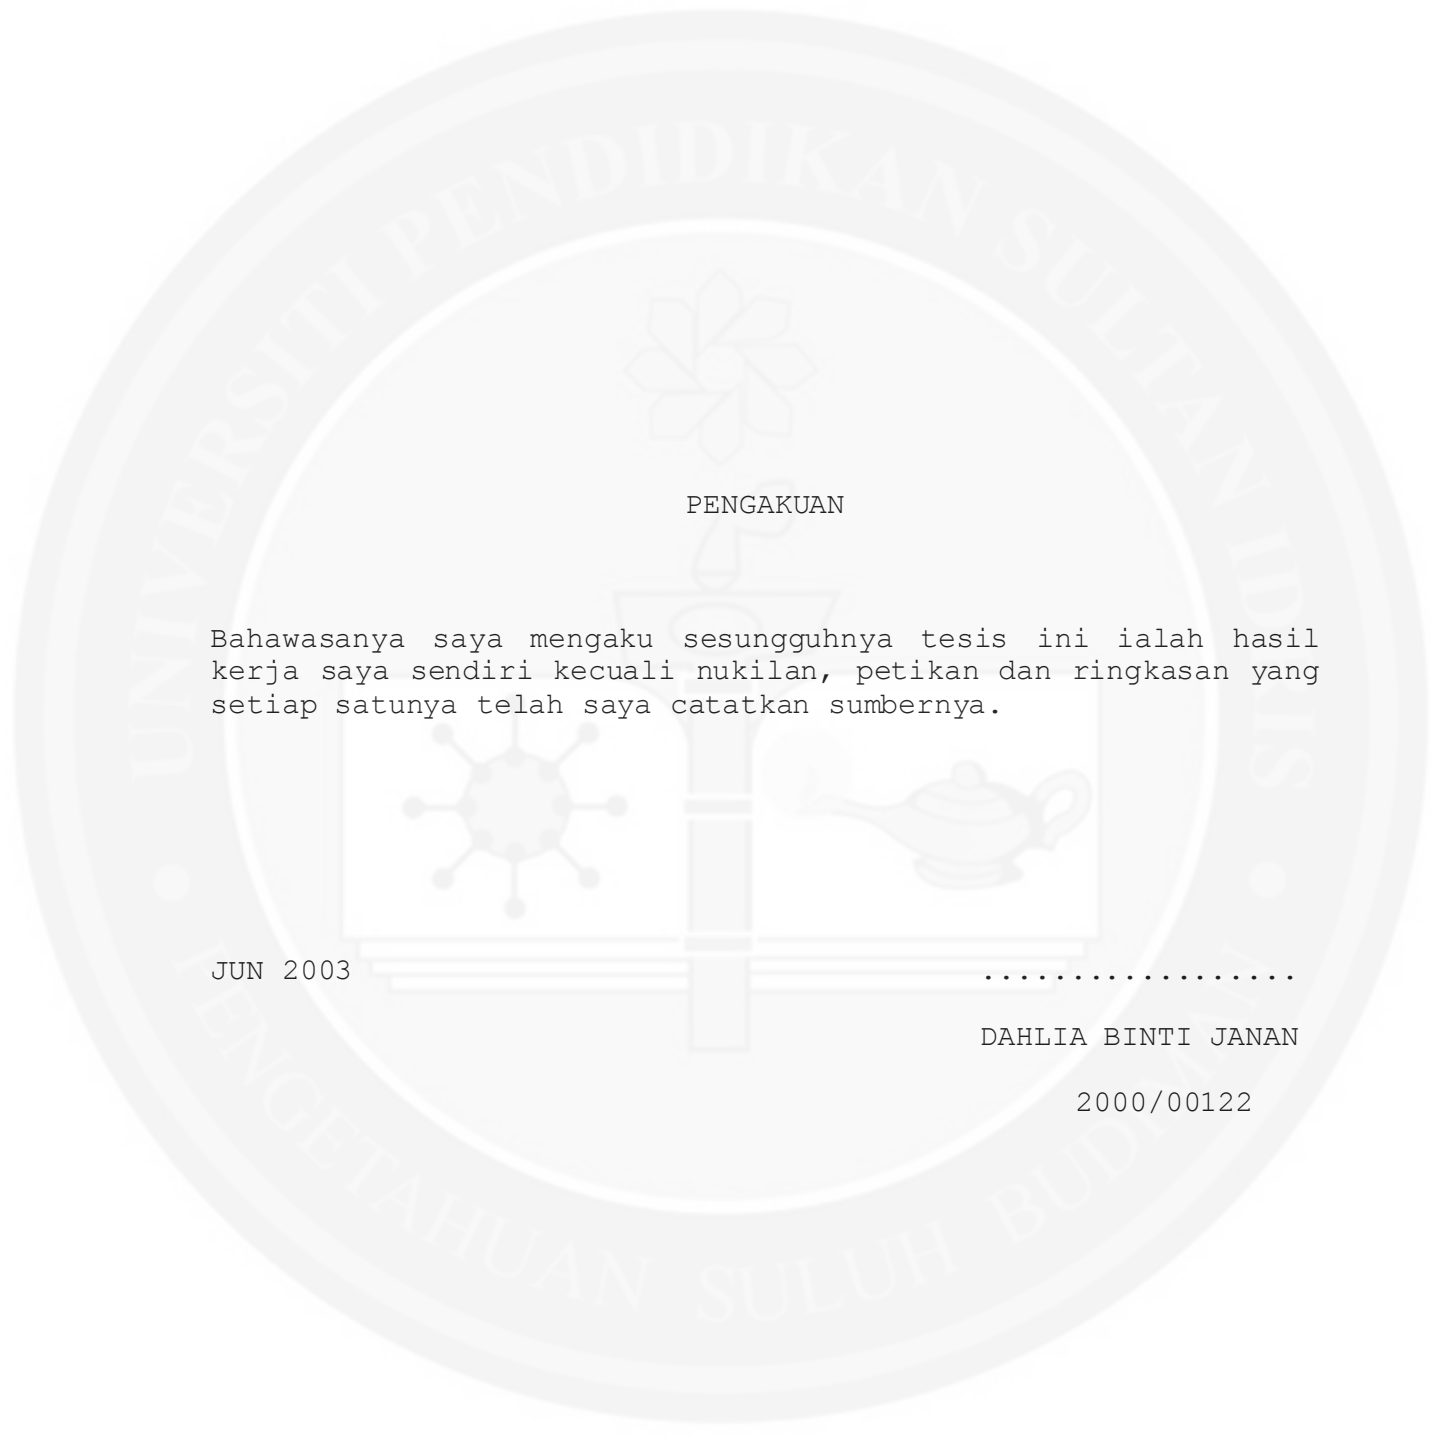 UNIVERSITI PENDIDIKAN SULTAN IDRIS
PENGAKUAN
Bahawasanya saya mengaku sesungguhnya tesis ini ialah hasil
kerja saya sendiri kecuali nukilan, petikan dan ringkasan yang
setiap satunya telah saya catatkan sumbernya.
JUN 2003
..................
DAHLIA BINTI JANAN
2000/00122
PENGETAHUAN SULUH BUDIMAN